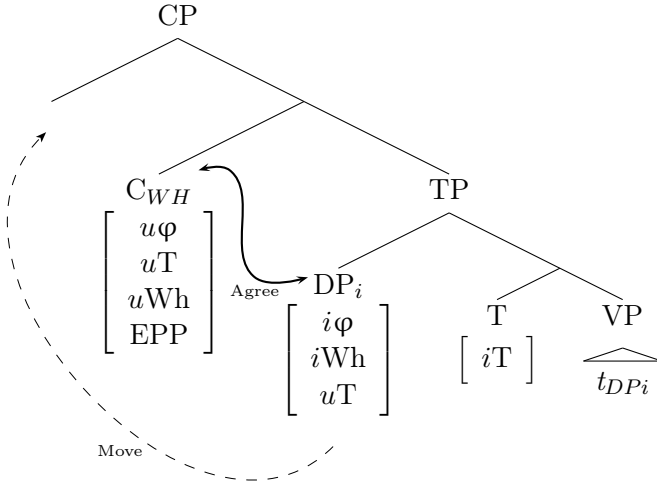 CP
C_WH TP
uφ
uT
uWh
EPP
Agree
DP_i
iφ
iWh
uT
T VP
iT
t_DPi
Move